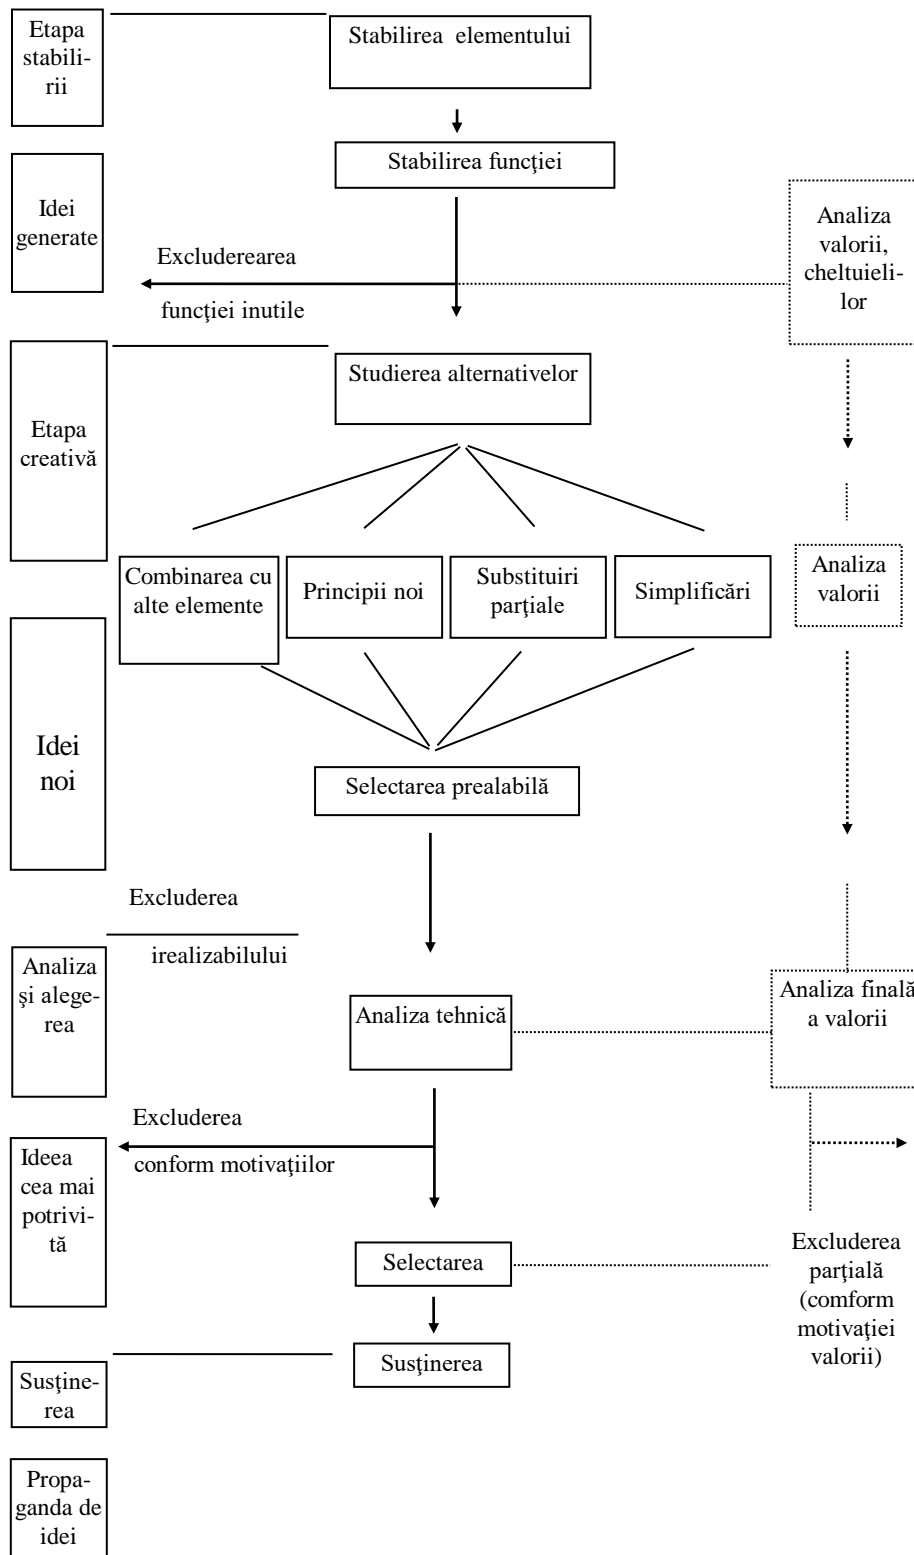 Etapa
stabili-
rii
Stabilirea elementului
Stabilirea funcţiei
Idei
generate
Excluderearea
funcţiei inutile
Analiza
valorii,
cheltuieli-
lor
Etapa
creativă
Studierea alternativelor
Combinarea cu
alte elemente
Principii noi
Substituiri
parţiale
Simplificări
Analiza
valorii
Idei
noi
Selectarea prealabilă
Excluderea
irealizabilului
Analiza
şi alege-
rea
Analiza tehnică
Analiza finală
a valorii
Excluderea
conform motivaţiilor
Ideea
cea mai
potrivi-
tă
Selectarea
Excluderea
parţială
(comform
motivaţiei
valorii)
Susţinerea
Susţine-
rea
Propa-
ganda de
idei